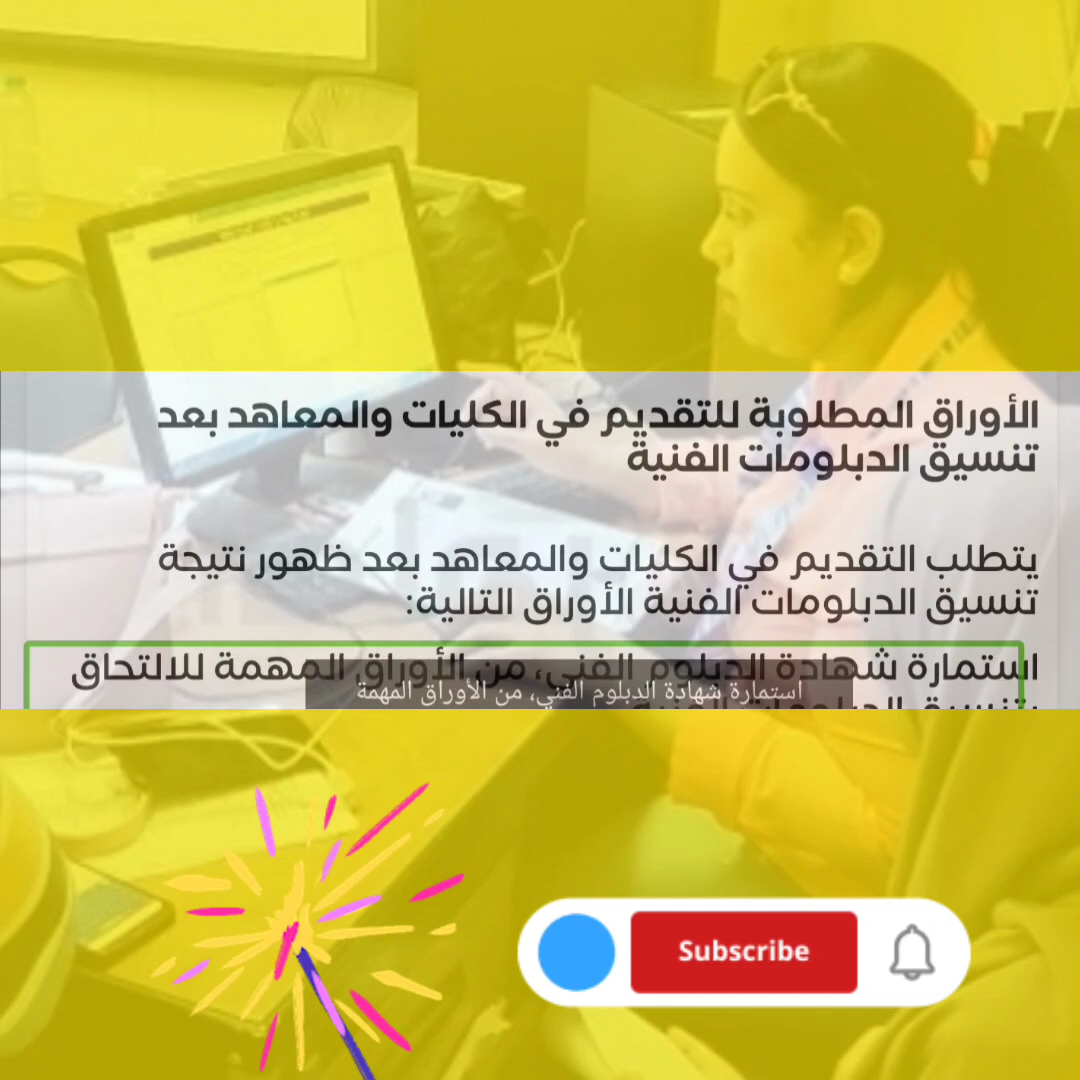 الأوراق المطلوبة للتقديم في الكليات والمعاهد بعد
تنسيق الدبلومات الفنية
يتطلب التقديم في الكليات والمعاهد بعد ظهور نتيجة
تنسيق الدبلومات الفنية الأوراق التالية:
استمارة شهادة الدبلوم الفني، من الأوراق المهمة للالتحاق
استمارة شهادة الدبلوم الفني، من الأوراق المهمة
Subscribe